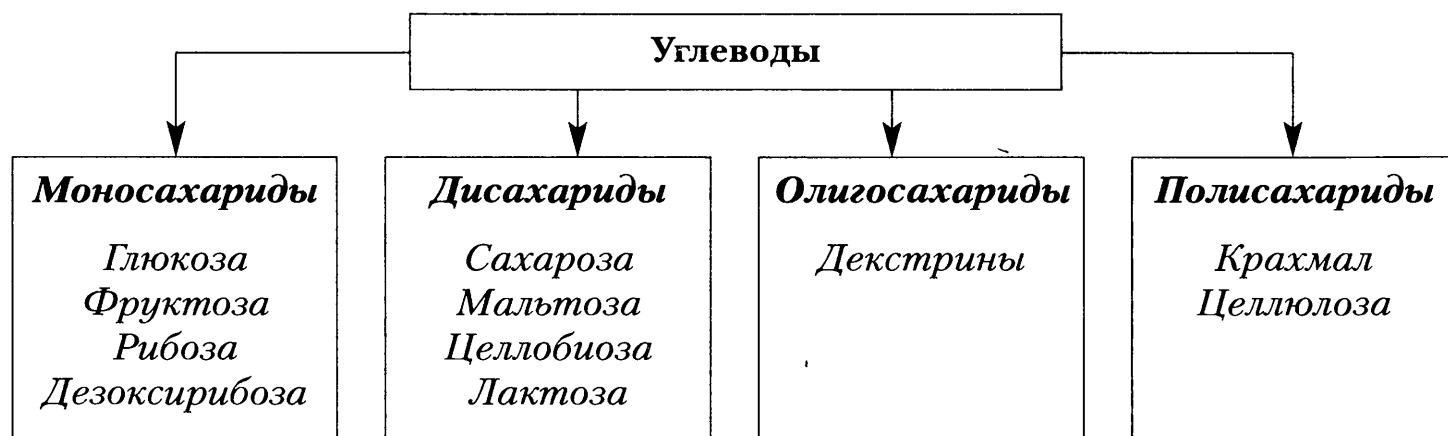 Углеводы
Моносахариды
Глюкоза
Фруктоза
Рибоза
Дезоксирибоза
Дисахариды
Сахароза
Мальтоза
Целлобиоза
Лактоза
Олигосахариды
Декстрины
Полисахариды
Крахмал
Целлюлоза